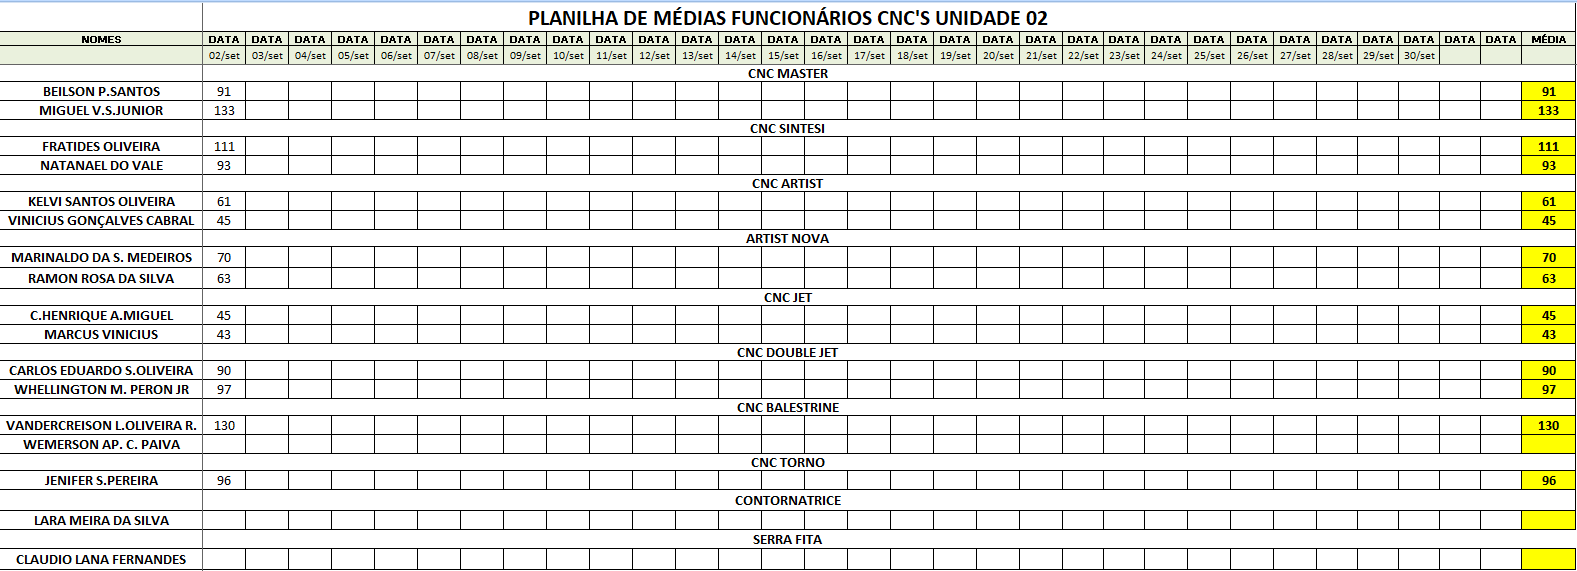 PLANILHA DE MÉDIAS FUNCIONÁRIOS CNC'S UNIDADE 02
NOMES DATA DATA DATA DATA DATA DATA DATA DATA DATA DATA DATA DATA DATA DATA DATA DATA DATA DATA DATA DATA DATA DATA DATA DATA DATA DATA DATA DATA DATA DATA DATA MÉDIA
02/set 03/set 04/set 05/set 06/set 07/set 08/set 09/set 10/set 11/set 12/set 13/set 14/set 15/set 16/set 17/set 18/set 19/set 20/set 21/set 22/set 23/set 24/set 25/set 26/set 27/set 28/set 29/set 30/set
CNC MASTER
BEILSON P.SANTOS 91 91
MIGUEL V.S.JUNIOR 133 133
CNC SINTESI
FRATIDES OLIVEIRA 111 111
NATANAEL DO VALE 93 93
CNC ARTIST
KELVI SANTOS OLIVEIRA 61 61
VINICIUS GONÇALVES CABRAL 45 45
ARTIST NOVA
MARINALDO DA S. MEDEIROS 70 70
RAMON ROSA DA SILVA 63 63
CNC JET
C.HENRIQUE A.MIGUEL 45 45
MARCUS VINICIUS 43 43
CNC DOUBLE JET
CARLOS EDUARDO S.OLIVEIRA 90 90
WHELLINGTON M. PERON JR 97 97
CNC BALESTRINE
VANDERCREISON L.OLIVEIRA R. 130 130
WEMERSON AP. C. PAIVA
CNC TORNO
JENIFER S.PEREIRA 96 96
CONTORNATRICE
LARA MEIRA DA SILVA
SERRA FITA
CLAUDIO LANA FERNANDES